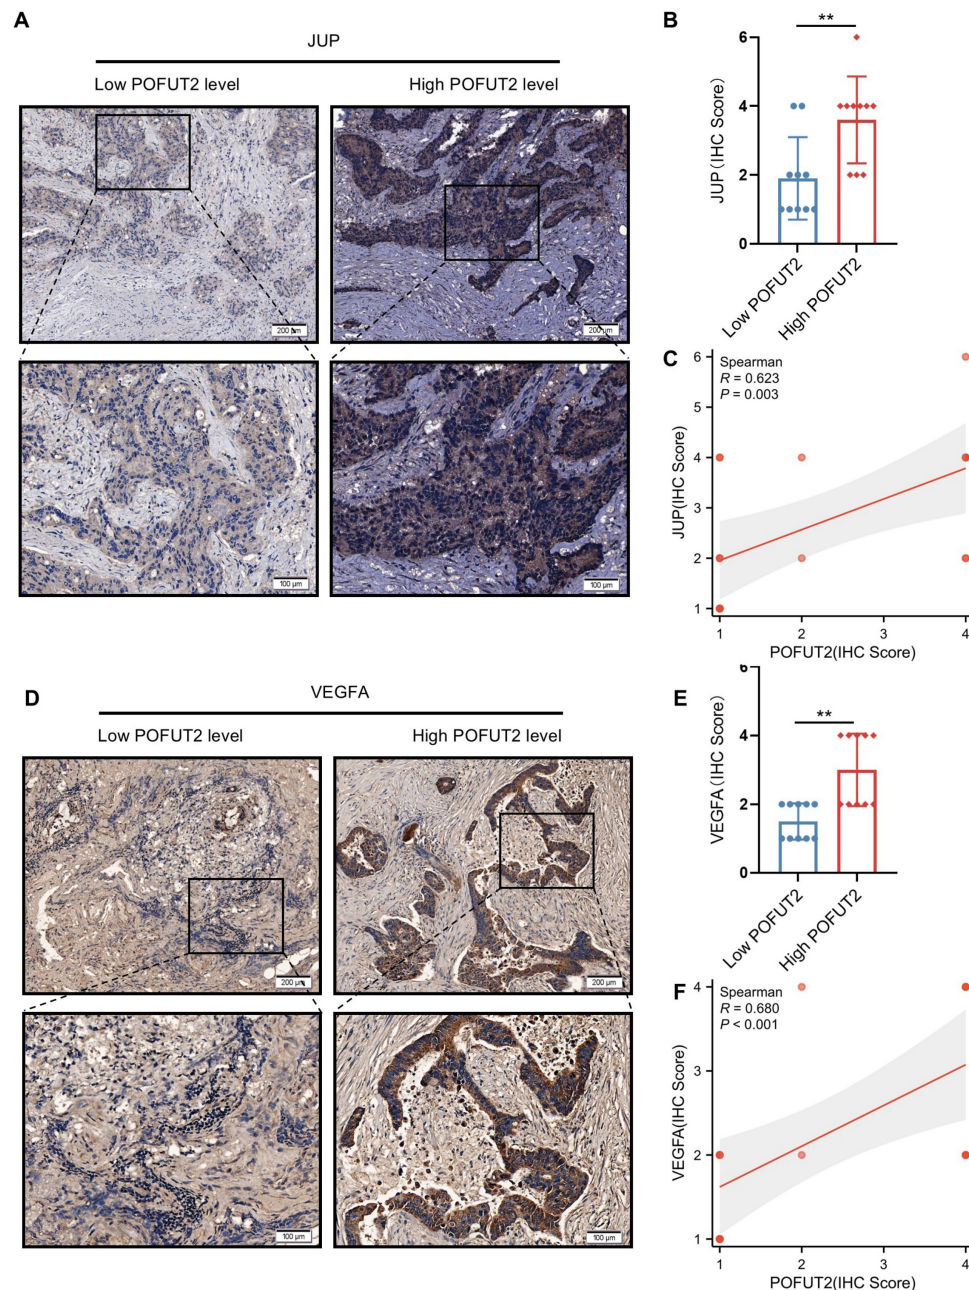 A
JUP
Low POFUT2 level
High POFUT2 level
200 μm
200 μm
100 μm
100 μm
B
**
6
4
2
0
JUP (IHC Score)
Low POFUT2
High POFUT2
C
Spearman
R = 0.623
P = 0.003
6
5
4
3
2
1
JUP(IHC Score)
1 2 3 4
POFUT2(IHC Score)
D
VEGFA
Low POFUT2 level
High POFUT2 level
200 μm
200 μm
100 μm
100 μm
E
**
6
4
2
0
VEGFA (IHC Score)
Low POFUT2
High POFUT2
F
Spearman
R = 0.680
P < 0.001
4
3
2
1
VEGFA(IHC Score)
1 2 3 4
POFUT2(IHC Score)